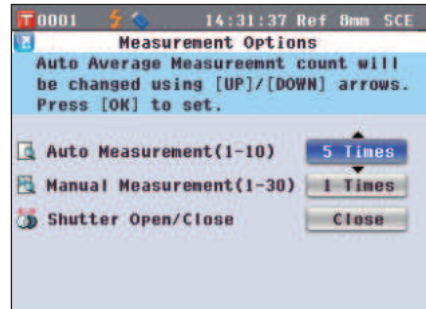 T 0001 14:31:37 Ref 8mm SCE
Measurement Options
Auto Average Measureemnt count will
be changed using [UP]/[DOWN] arrows.
Press [OK] to set.
Auto Measurement(1-10) 5 Times
Manual Measurement(1-30) 1 Times
Shutter Open/Close Close